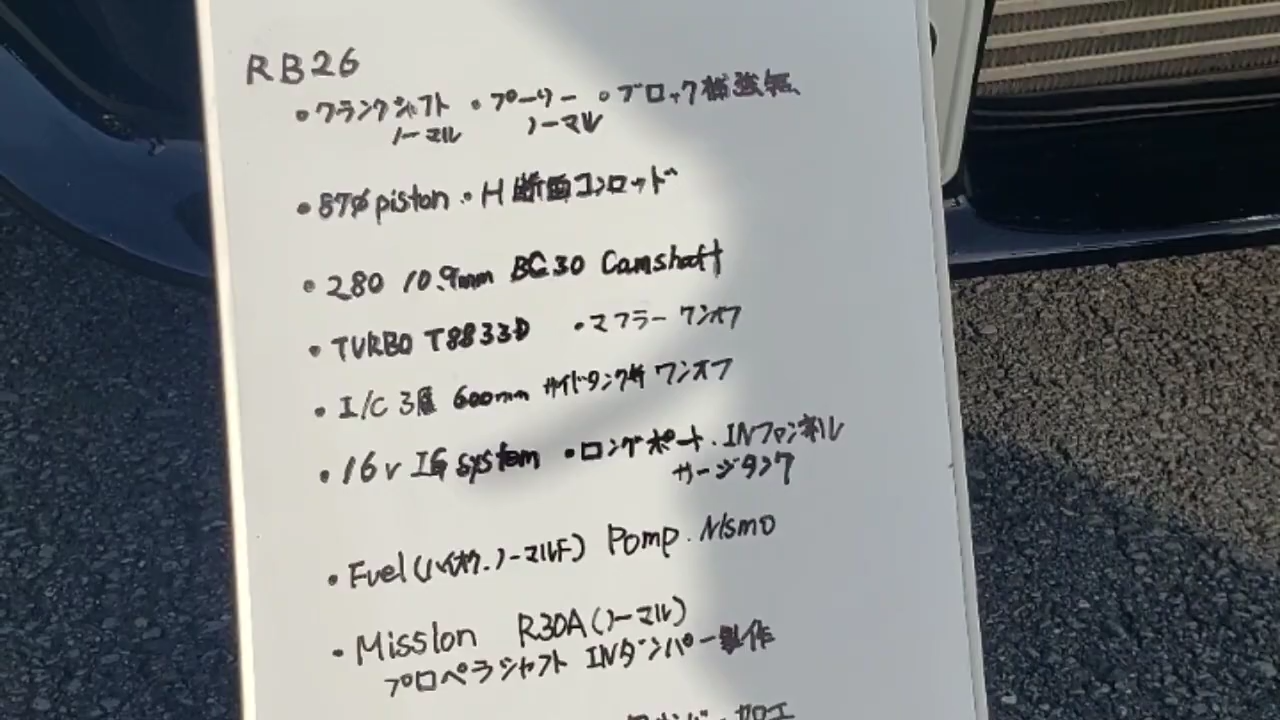 RB26
・クランクシャフト ・プーリー ・ブロック補強無
ノーマル ノーマル
・87φ piston ・H断面コンロッド
・280 10.9mm BC30 Camshaft
・TURBO T8833D ・マフラー ワンオフ
・I/C 3層 600mm サイドタンク ワンオフ
・16v IG system ・ロングポート.INファンネル
サージタンク
・Fuel(ハイオク.ノーマルF) Pomp.Nismo
・Mission R30A(ノーマル)
プロペラシャフト INダンパー製作
加工